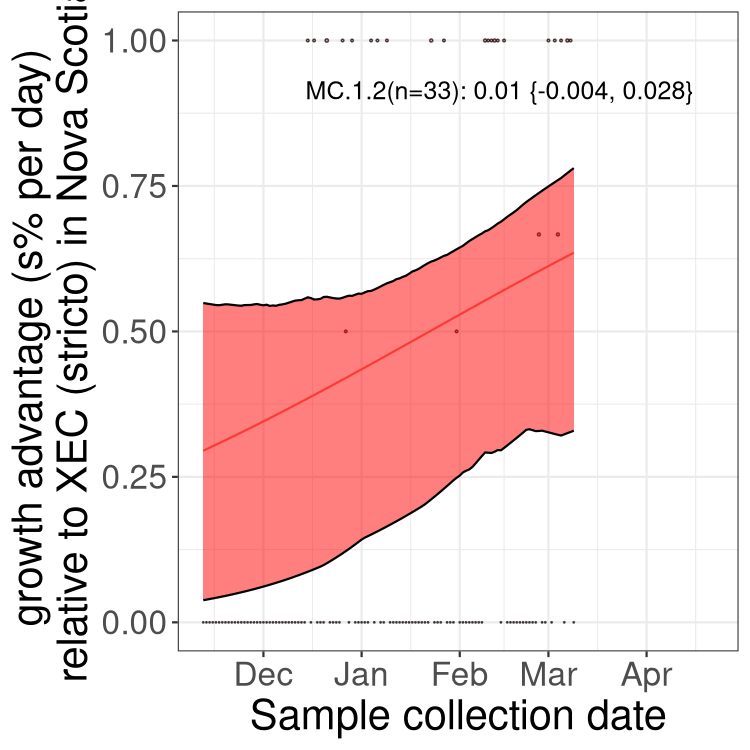 growth advantage (s% per day)
relative to XEC (stricto) in Nova Scotia
1.00
0.75
0.50
0.25
0.00
MC.1.2(n=33): 0.01 {-0.004, 0.028}
Dec Jan Feb Mar Apr
Sample collection date